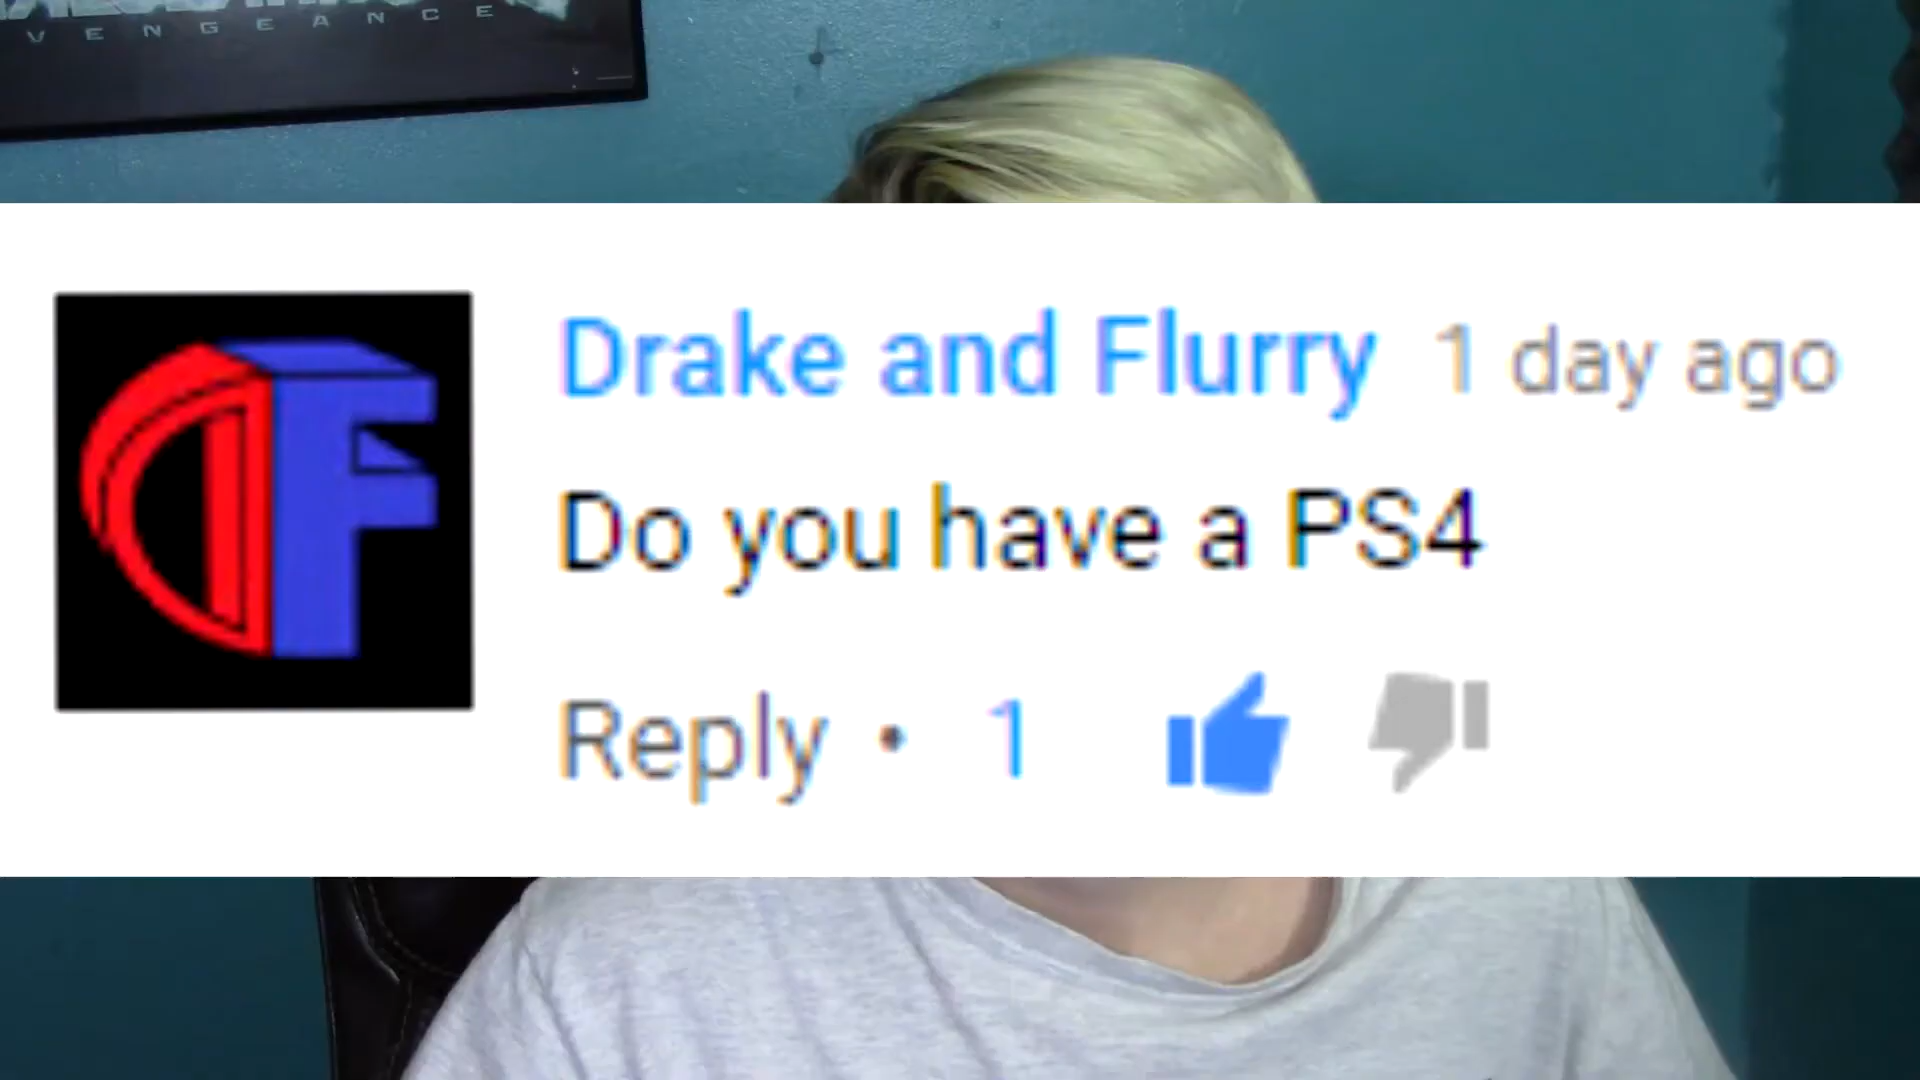 VENGEANCE
Drake and Flurry 1 day ago
Do you have a PS4
Reply • 1